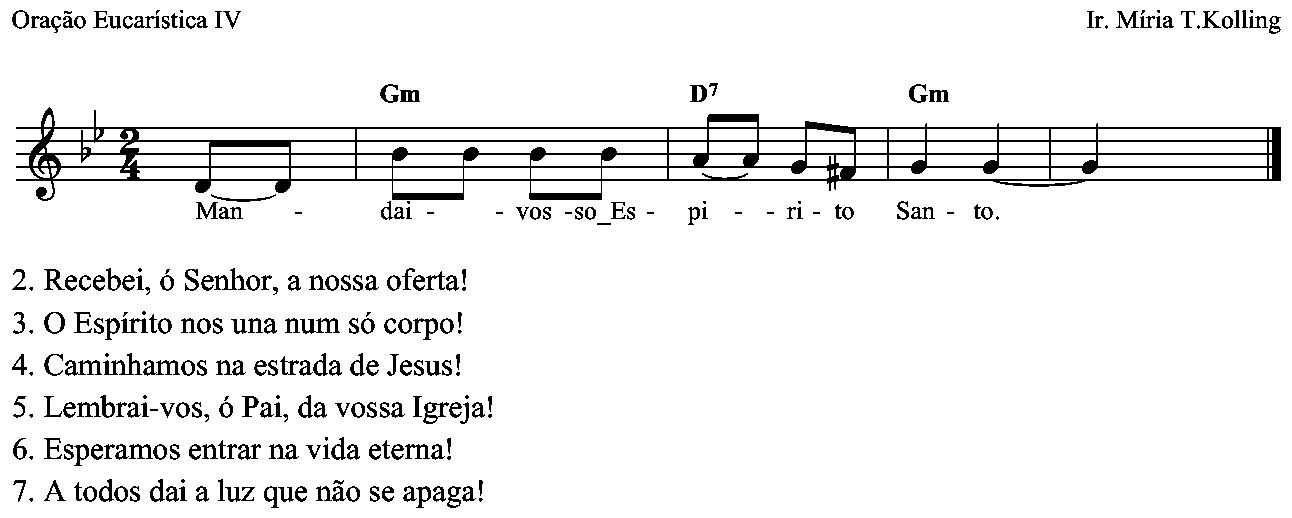 Oração Eucarística IV Ir. Míria T.Kolling
Gm D7 Gm
2
4
Man - dai - - vos -so_Es - pi - - ri - to San - to.
2. Recebei, ó Senhor, a nossa oferta!
3. O Espírito nos una num só corpo!
4. Caminhamos na estrada de Jesus!
5. Lembrai-vos, ó Pai, da vossa Igreja!
6. Esperamos entrar na vida eterna!
7. A todos dai a luz que não se apaga!